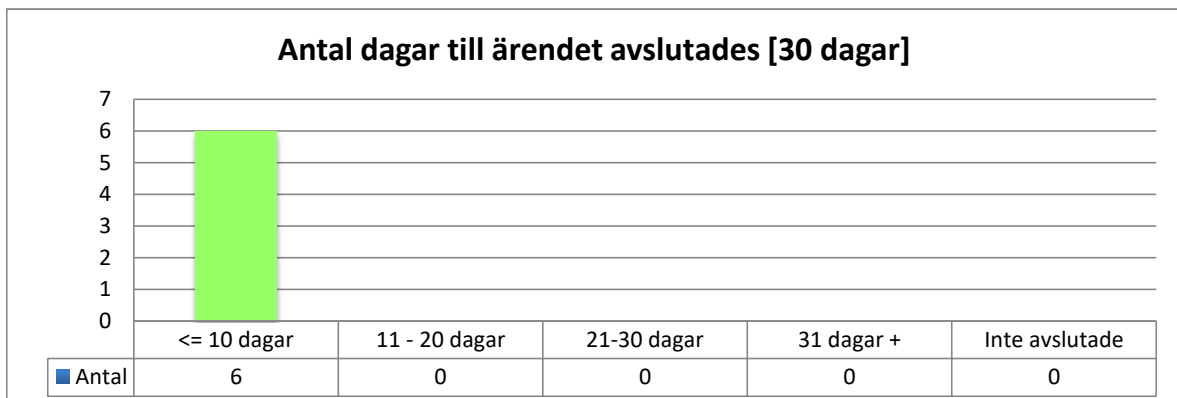 Antal dagar till ärendet avslutades [30 dagar]
7
6
5
4
3
2
1
0
<= 10 dagar 11 - 20 dagar 21-30 dagar 31 dagar + Inte avslutade
Antal 6 0 0 0 0